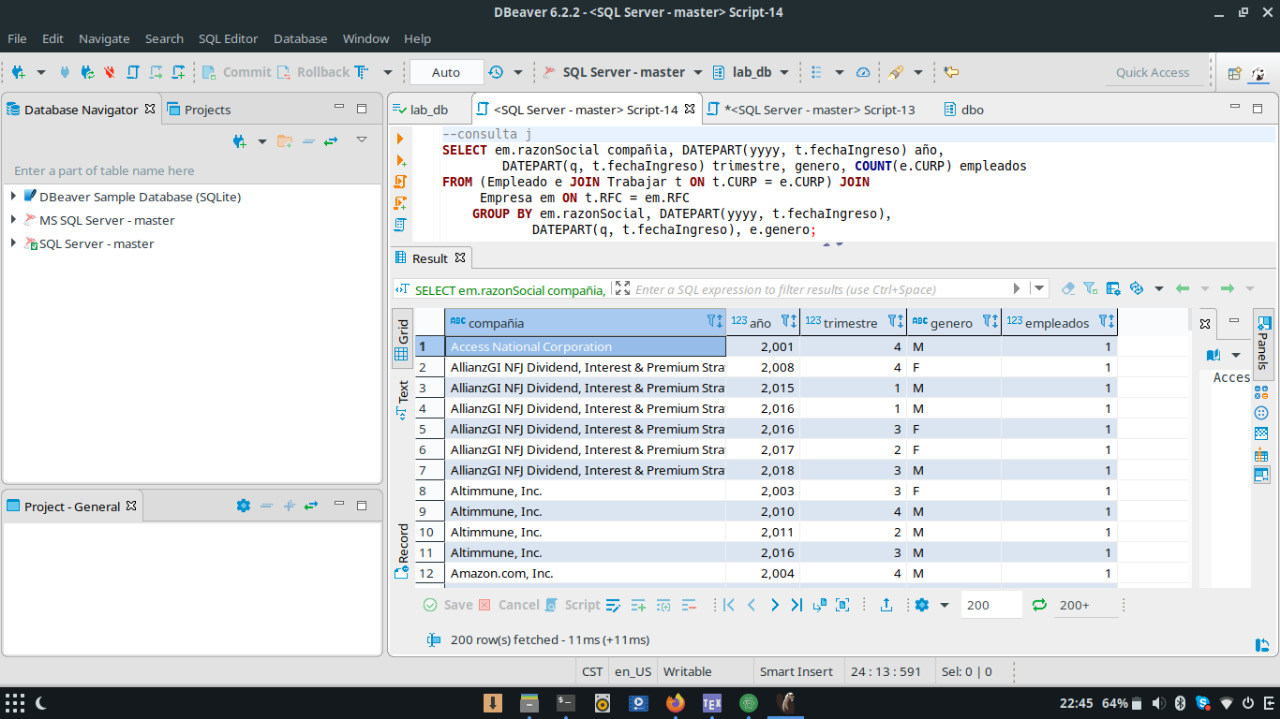 DBeaver 6.2.2 - <SQL Server - master> Script-14
File Edit Navigate Search SQL Editor Database Window Help
Commit Rollback Auto SQL Server - master lab_db Quick Access
Database Navigator Projects
Enter a part of table name here
DBeaver Sample Database (SQLite)
MS SQL Server - master
SQL Server - master
Project - General
lab_db <SQL Server - master> Script-14 *<SQL Server - master> Script-13 dbo
--consulta j
SELECT em.razonSocial compañia, DATEPART(yyyy, t.fechaIngreso) año,
DATEPART(q, t.fechaIngreso) trimestre, genero, COUNT(e.CURP) empleados
FROM (Empleado e JOIN Trabajar t ON t.CURP = e.CURP) JOIN
Empresa em ON t.RFC = em.RFC
GROUP BY em.razonSocial, DATEPART(yyyy, t.fechaIngreso),
DATEPART(q, t.fechaIngreso), e.genero;
Result
SELECT em.razonSocial compañia, Enter a SQL expression to filter results (use Ctrl+Space)
Grid
Text
Record
ABC compañia 123 año 123 trimestre ABC genero 123 empleados
1 Access National Corporation 2,001 4 M 1
2 AllianzGI NFJ Dividend, Interest & Premium Stra 2,008 4 F 1
3 AllianzGI NFJ Dividend, Interest & Premium Stra 2,015 1 M 1
4 AllianzGI NFJ Dividend, Interest & Premium Stra 2,016 1 M 1
5 AllianzGI NFJ Dividend, Interest & Premium Stra 2,016 3 F 1
6 AllianzGI NFJ Dividend, Interest & Premium Stra 2,017 2 F 1
7 AllianzGI NFJ Dividend, Interest & Premium Stra 2,018 3 M 1
8 Altimmune, Inc. 2,003 3 F 1
9 Altimmune, Inc. 2,010 4 M 1
10 Altimmune, Inc. 2,011 2 M 1
11 Altimmune, Inc. 2,016 3 M 1
12 Amazon.com, Inc. 2,004 4 M 1
Panels
Acces
Save Cancel Script 200 200+
200 row(s) fetched - 11ms (+11ms)
CST en_US Writable Smart Insert 24 : 13 : 591 Sel: 0 | 0
TEX 22:45 64%